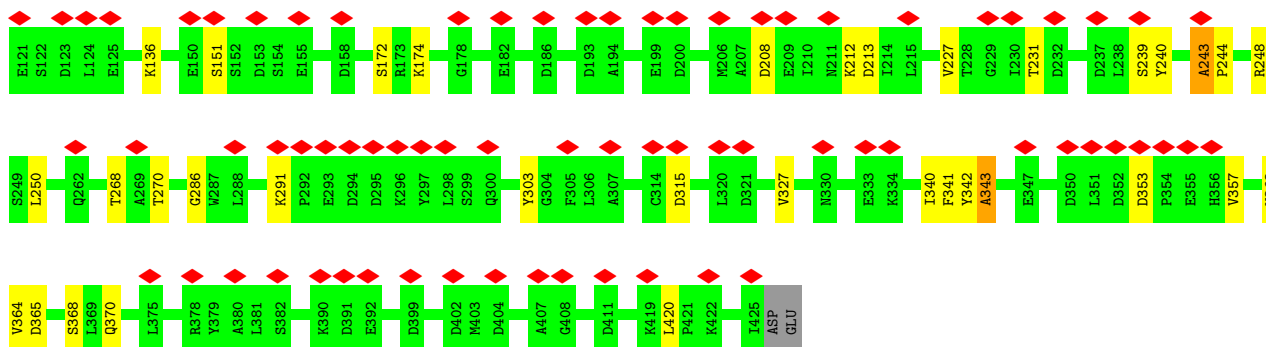 E121 S122 D123 L124 E125 K136 E150 S151 S152 D153 S154 E155 D158 S172 R173 K174 G178 E182 D186 D193 A194 E199 D200 M206 A207 D208 E209 I210 N211 K212 D213 I214 L215 V227 T228 G229 I230 T231 D232 D237 L238 S239 Y240 A243 P244 R248
S249 L250 Q262 T268 A269 T270 G286 W287 L288 K291 P292 E293 D294 D295 K296 Y297 L298 S299 Q300 Y303 G304 F305 L306 A307 C314 D315 L320 D321 V327 N330 E333 K334 I340 F341 Y342 A343 E347 D350 L351 D352 D353 P354 E355 H356 V357
V364 D365 S368 L369 Q370 L375 R378 Y379 A380 L381 S382 K390 D391 E392 D399 D402 M403 D404 A407 G408 D411 K419 L420 P421 K422 I425 ASP GLU